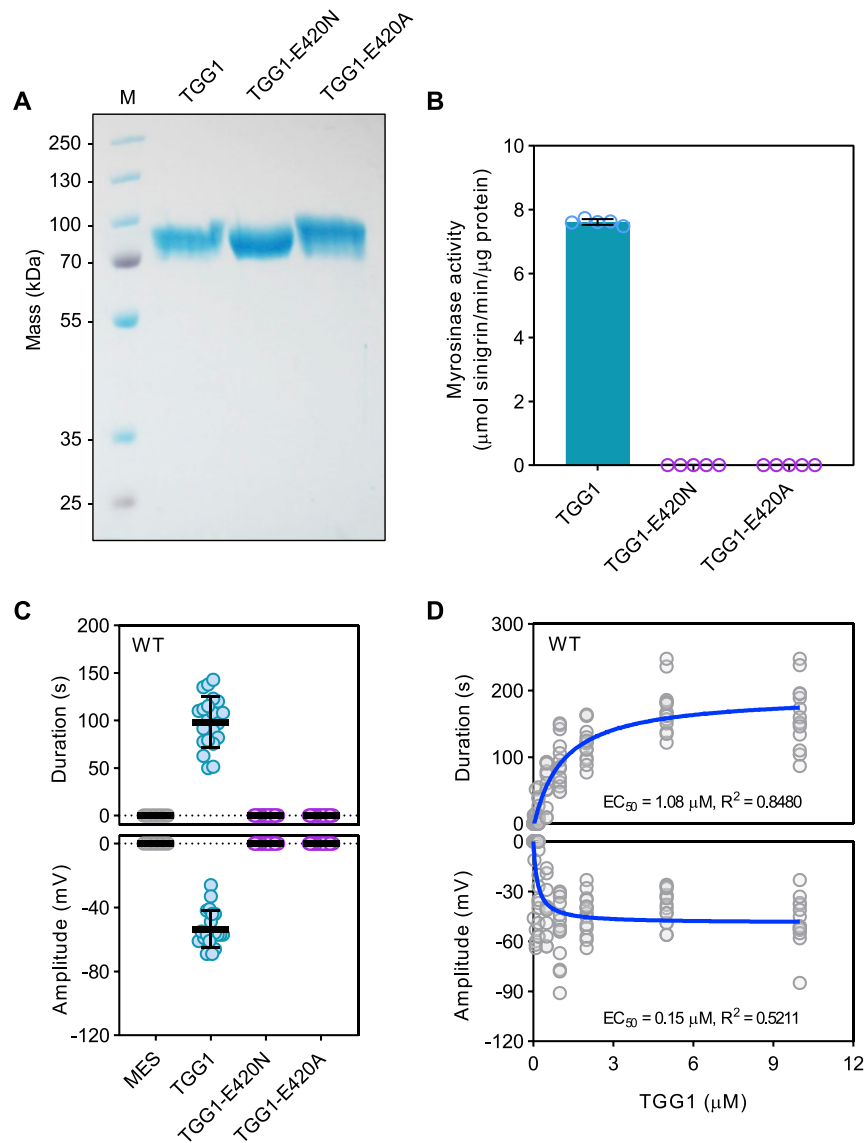 A
M
TGG1
TGG1-E420N
TGG1-E420A
Mass (kDa)
250
130
100
70
55
35
25
B
Myrosinase activity
(μmol sinigrin/min/μg protein)
10
8
6
4
2
0
TGG1
TGG1-E420N
TGG1-E420A
C
WT
Duration (s)
200
150
100
50
0
Amplitude (mV)
0
-40
-80
-120
MES
TGG1
TGG1-E420N
TGG1-E420A
D
WT
Duration (s)
300
200
100
0
EC50 = 1.08 μM, R2 = 0.8480
Amplitude (mV)
0
-30
-60
-90
-120
EC50 = 0.15 μM, R2 = 0.5211
0 3 6 9 12
TGG1 (μM)